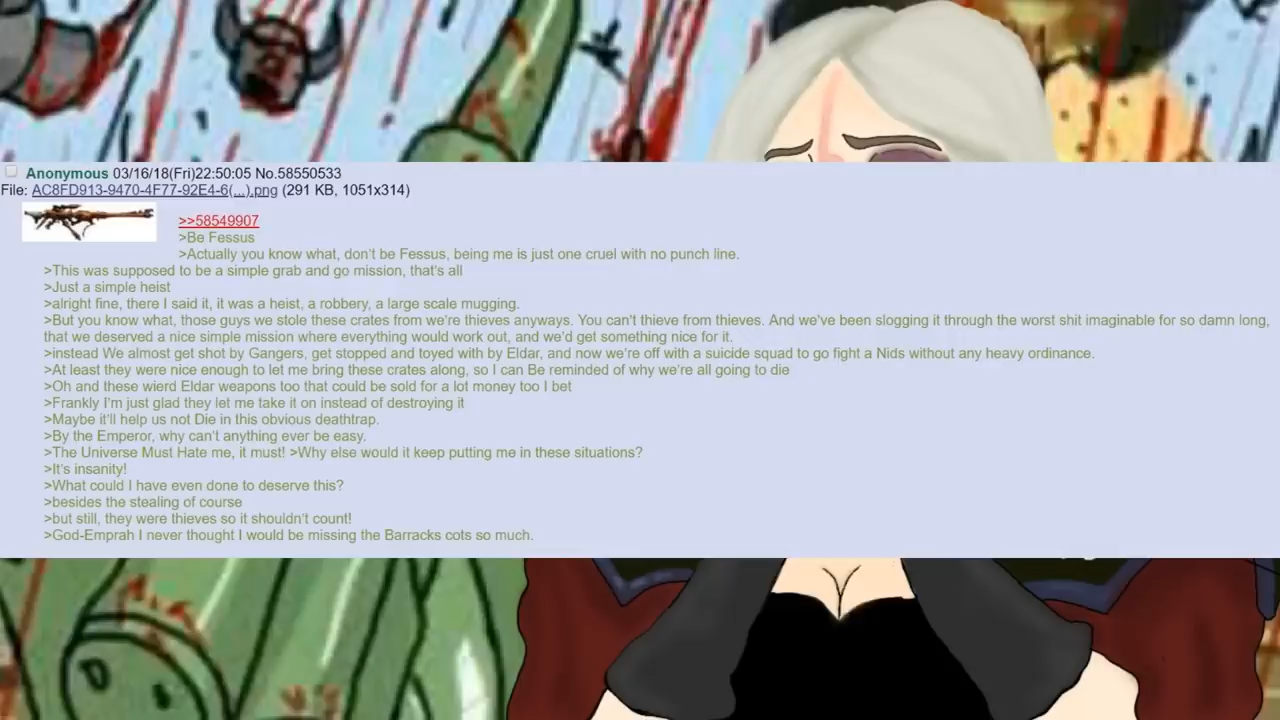 Anonymous 03/16/18(Fri)22:50:05 No.58550533
File: AC8FD913-9470-4F77-92E4-6(...).png (291 KB, 1051x314)
>>58549907
>Be Fessus
>Actually you know what, don't be Fessus, being me is just one cruel with no punch line.
>This was supposed to be a simple grab and go mission, that's all
>Just a simple heist
>alright fine, there I said it, it was a heist, a robbery, a large scale mugging.
>But you know what, those guys we stole these crates from we're thieves anyways. You can't thieve from thieves. And we've been slogging it through the worst shit imaginable for so damn long,
that we deserved a nice simple mission where everything would work out, and we'd get something nice for it.
>instead We almost get shot by Gangers, get stopped and toyed with by Eldar, and now we're off with a suicide squad to go fight a Nids without any heavy ordinance.
>At least they were nice enough to let me bring these crates along, so I can Be reminded of why we're all going to die
>Oh and these wierd Eldar weapons too that could be sold for a lot money too I bet
>Frankly I'm just glad they let me take it on instead of destroying it
>Maybe it'll help us not Die in this obvious deathtrap.
>By the Emperor, why can't anything ever be easy.
>The Universe Must Hate me, it must! >Why else would it keep putting me in these situations?
>It's insanity!
>What could I have even done to deserve this?
>besides the stealing of course
>but still, they were thieves so it shouldn't count!
>God-Emprah I never thought I would be missing the Barracks cots so much.